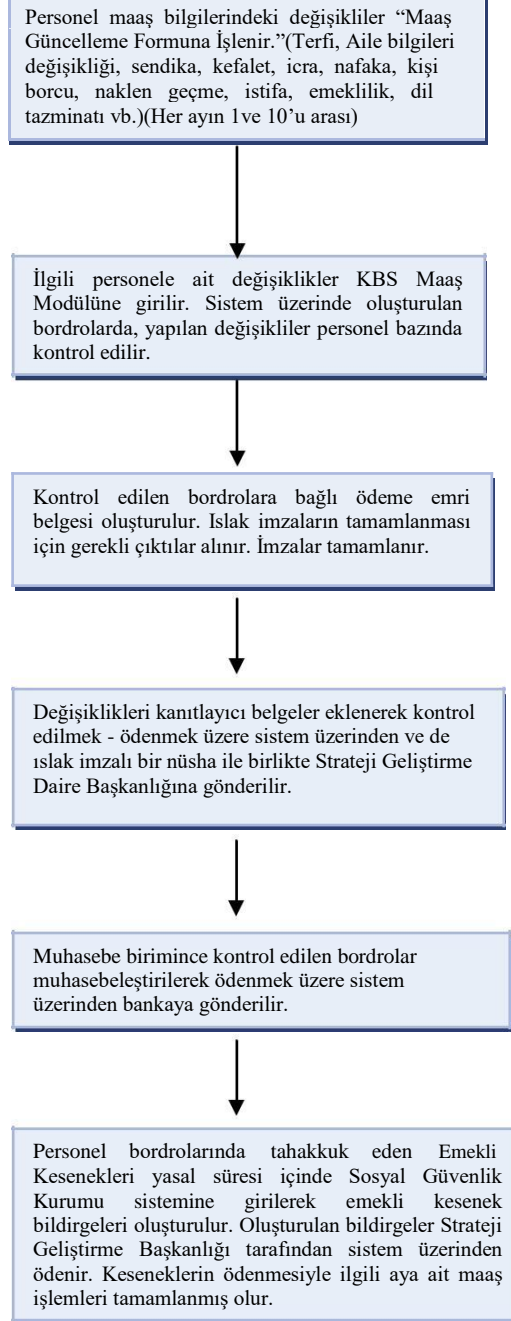 Personel maaş bilgilerindeki değişikliler “Maaş
Güncelleme Formuna İşlenir.”(Terfi, Aile bilgileri
değişikliği, sendika, kefalet, icra, nafaka, kişi
borcu, naklen geçme, istifa, emeklilik, dil
tazminatı vb.)(Her ayın 1ve 10’u arası)
İlgili personele ait değişiklikler KBS Maaş
Modülüne girilir. Sistem üzerinde oluşturulan
bordrolarda, yapılan değişikliler personel bazında
kontrol edilir.
Kontrol edilen bordrolara bağlı ödeme emri
belgesi oluşturulur. Islak imzaların tamamlanması
için gerekli çıktılar alınır. İmzalar tamamlanır.
Değişiklikleri kanıtlayıcı belgeler eklenerek kontrol
edilmek - ödenmek üzere sistem üzerinden ve de
ıslak imzalı bir nüsha ile birlikte Strateji Geliştirme
Daire Başkanlığına gönderilir.
Muhasebe birimince kontrol edilen bordrolar
muhasebeleştirilerek ödenmek üzere sistem
üzerinden bankaya gönderilir.
Personel bordrolarında tahakkuk eden Emekli
Kesenekleri yasal süresi içinde Sosyal Güvenlik
Kurumu sistemine girilerek emekli kesenek
bildirgeleri oluşturulur. Oluşturulan bildirgeler Strateji
Geliştirme Başkanlığı tarafından sistem üzerinden
ödenir. Keseneklerin ödenmesiyle ilgili aya ait maaş
işlemleri tamamlanmış olur.